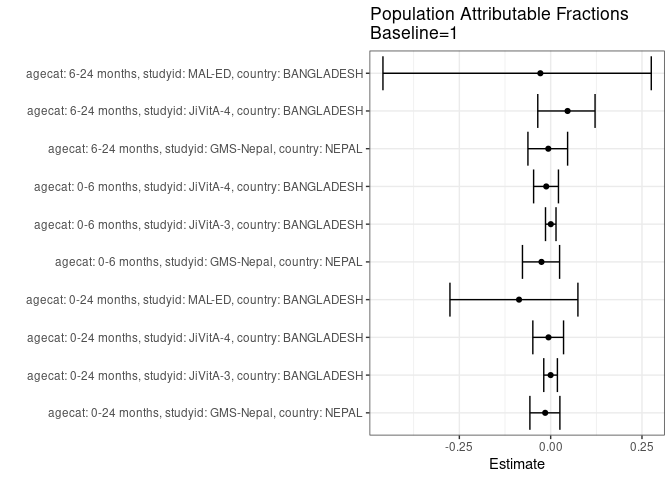 Population Attributable Fractions
Baseline=1
agecat: 6-24 months, studyid: MAL-ED, country: BANGLADESH
agecat: 6-24 months, studyid: JiVitA-4, country: BANGLADESH
agecat: 6-24 months, studyid: GMS-Nepal, country: NEPAL
agecat: 0-6 months, studyid: JiVitA-4, country: BANGLADESH
agecat: 0-6 months, studyid: JiVitA-3, country: BANGLADESH
agecat: 0-6 months, studyid: GMS-Nepal, country: NEPAL
agecat: 0-24 months, studyid: MAL-ED, country: BANGLADESH
agecat: 0-24 months, studyid: JiVitA-4, country: BANGLADESH
agecat: 0-24 months, studyid: JiVitA-3, country: BANGLADESH
agecat: 0-24 months, studyid: GMS-Nepal, country: NEPAL
-0.25 0.00 0.25
Estimate